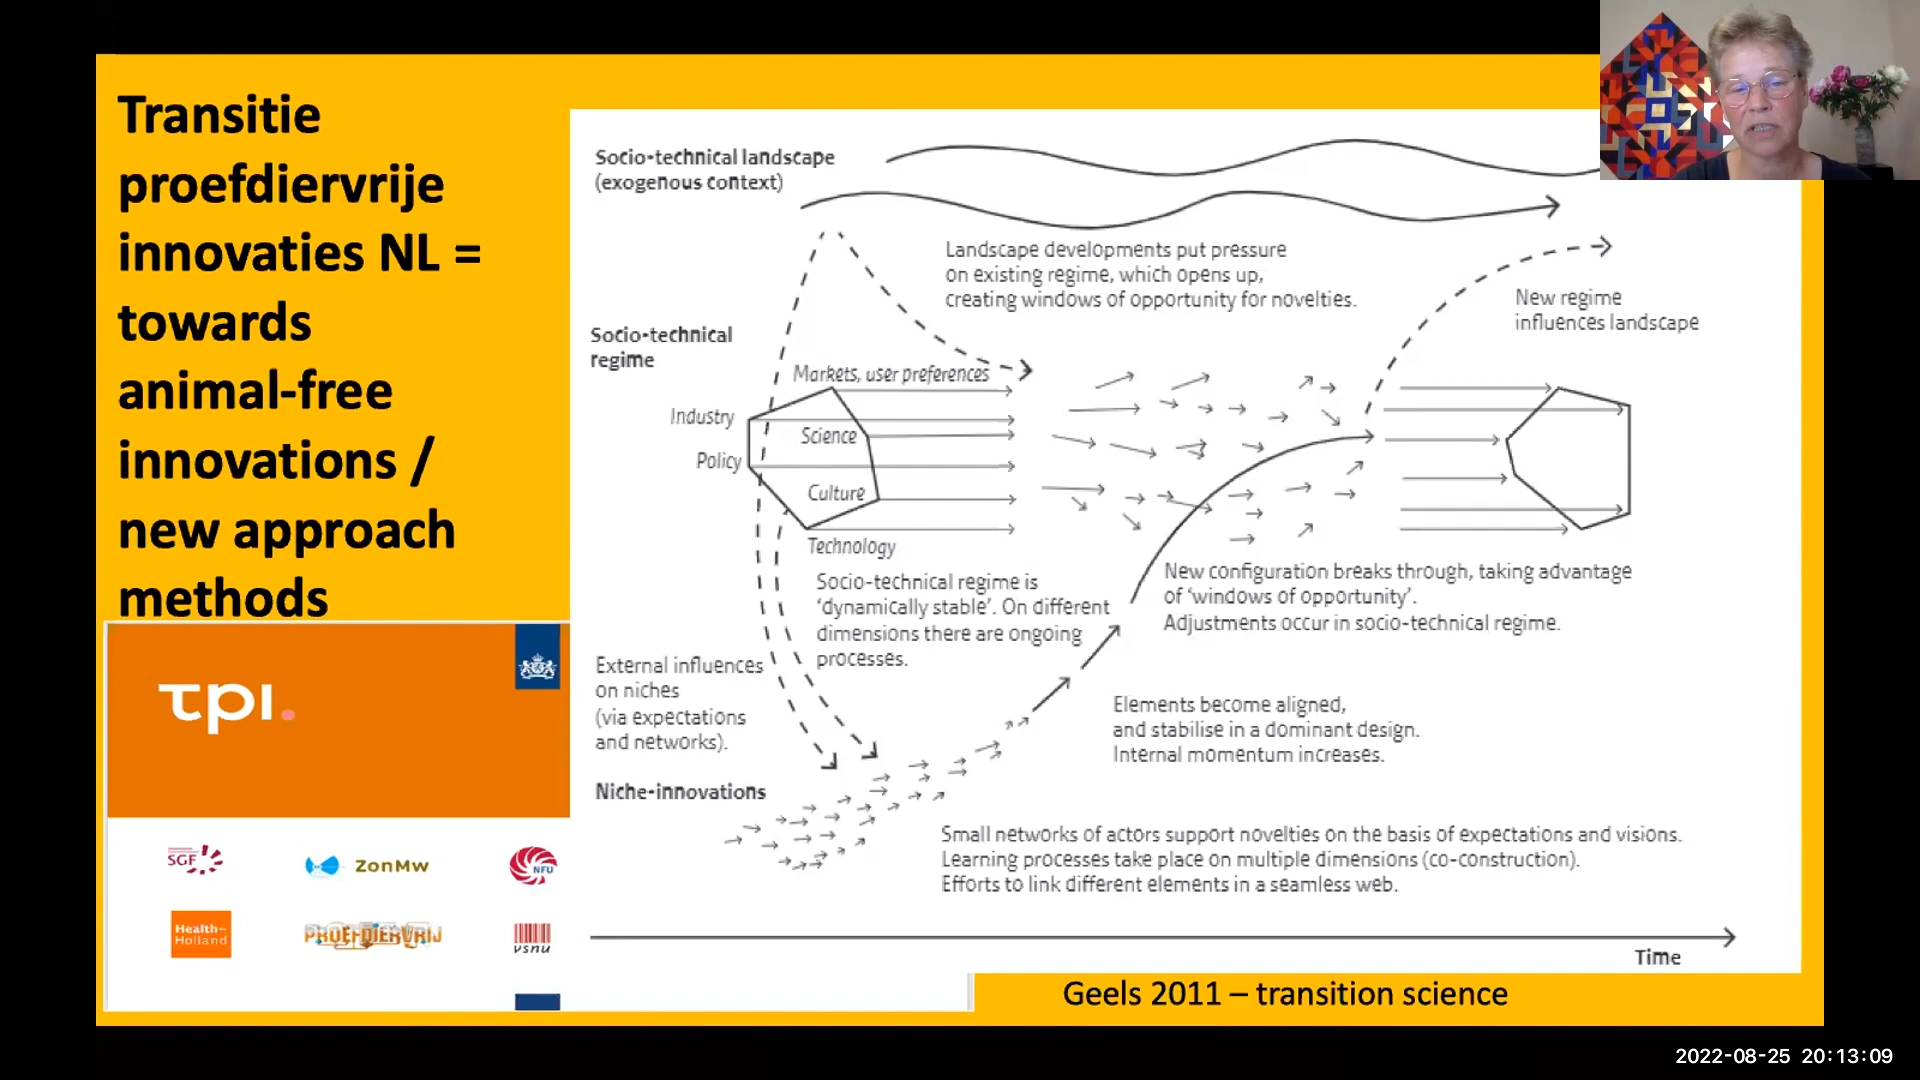 Transitie
proefdiervrije
innovaties NL =
towards
animal-free
innovations /
new approach
methods
τpι.
SGF
ZonMw
NFU
Health~
Holland
PROEFDIERVRIJ
vsnu
Socio-technical landscape
(exogenous context)
Landscape developments put pressure
on existing regime, which opens up,
creating windows of opportunity for novelties.
New regime
influences landscape
Socio-technical
regime
Markets, user preferences
Industry
Science
Policy
Culture
Technology
Socio-technical regime is
‘dynamically stable’. On different
dimensions there are ongoing
processes.
New configuration breaks through, taking advantage
of ‘windows of opportunity’.
Adjustments occur in socio-technical regime.
External influences
on niches
(via expectations
and networks).
Elements become aligned,
and stabilise in a dominant design.
Internal momentum increases.
Niche-innovations
Small networks of actors support novelties on the basis of expectations and visions.
Learning processes take place on multiple dimensions (co-construction).
Efforts to link different elements in a seamless web.
Time
Geels 2011 – transition science
2022-08-25 20:13:09